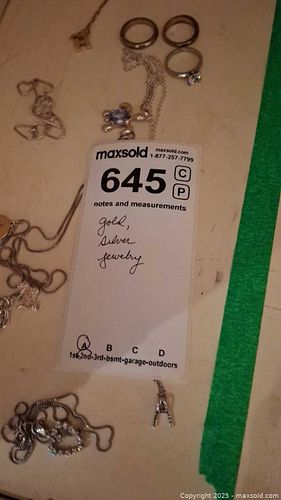 maxsold maxsold.com
1-877-257-7799
645 C
P
notes and measurements
gold,
silver
jewelry
A B C D
1st-2nd-3rd-bsmt-garage-outdoors
Copyright 2025 - maxsold.com